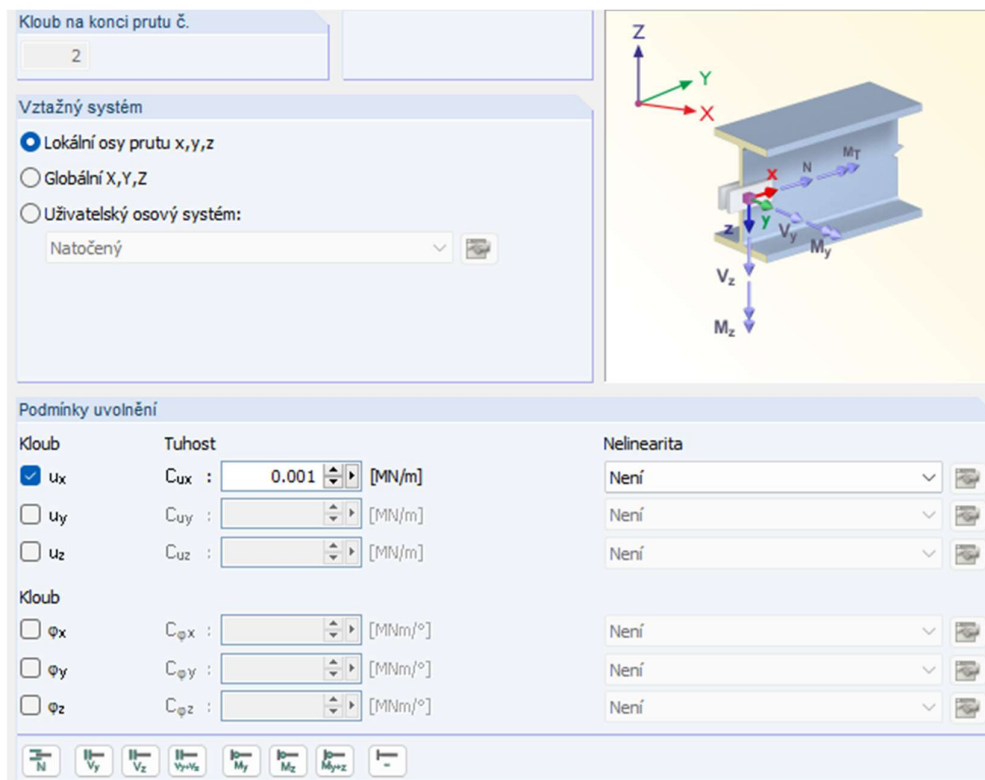 Kloub na konci prutu č.
2
Vztažný systém
Lokální osy prutu x,y,z
Globální X,Y,Z
Uživatelský osový systém:
Natočený
Z
Y
X
N
MT
x
y
z
Vy
My
Vz
Mz
Podmínky uvolnění
Kloub Tuhost Nelinearita
ux Cux : 0.001 [MN/m] Není
uy Cuy : [MN/m] Není
uz Cuz : [MN/m] Není
Kloub
φx Cφx : [MNm/°] Není
φy Cφy : [MNm/°] Není
φz Cφz : [MNm/°] Není
N Vy Vz Vy+Vz My Mz My+z